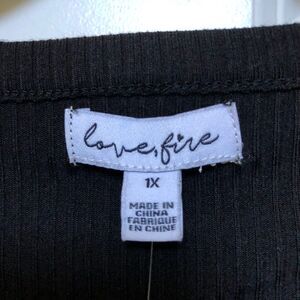 love, fire
1X
MADE IN
CHINA
FABRIQUE
EN CHINE